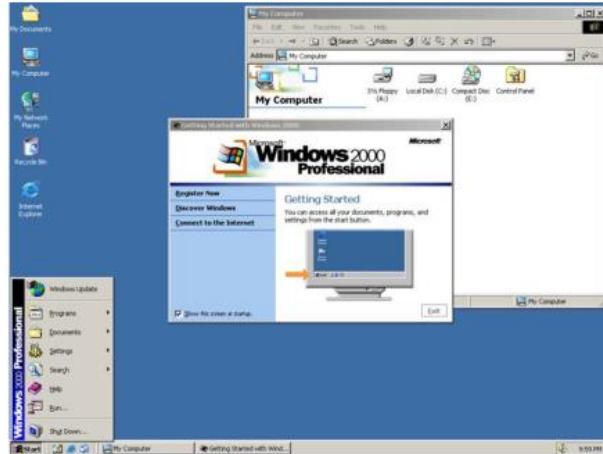 My Documents
My Computer
My Network
Places
Recycle Bin
Internet
Explorer
My Computer
File Edit View Favorites Tools Help
Search Folders
Address My Computer
Go
My Computer
3½ Floppy
(A:)
Local Disk (C:)
Compact Disc
Control Panel
My Computer
Getting Started with Windows 2000
Microsoft
Microsoft
Windows 2000
Professional
Register Now
Discover Windows
Connect to the Internet
Getting Started
You can access all your documents, programs, and
settings from the start button.
Show this screen at startup.
Exit
Windows 2000 Professional
Windows Update
Programs
Documents
Settings
Search
Help
Run...
Shut Down...
Start
My Computer
Getting Started with Wind...
9:59 PM